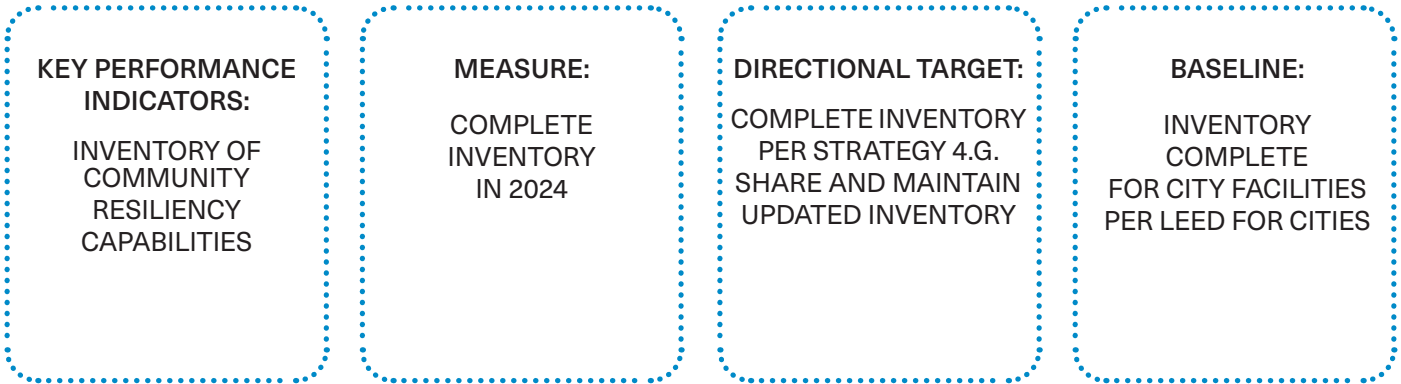 KEY PERFORMANCE
INDICATORS:
INVENTORY OF
COMMUNITY
RESILIENCY
CAPABILITIES
MEASURE:
COMPLETE
INVENTORY
IN 2024
DIRECTIONAL TARGET:
COMPLETE INVENTORY
PER STRATEGY 4.G.
SHARE AND MAINTAIN
UPDATED INVENTORY
BASELINE:
INVENTORY
COMPLETE
FOR CITY FACILITIES
PER LEED FOR CITIES